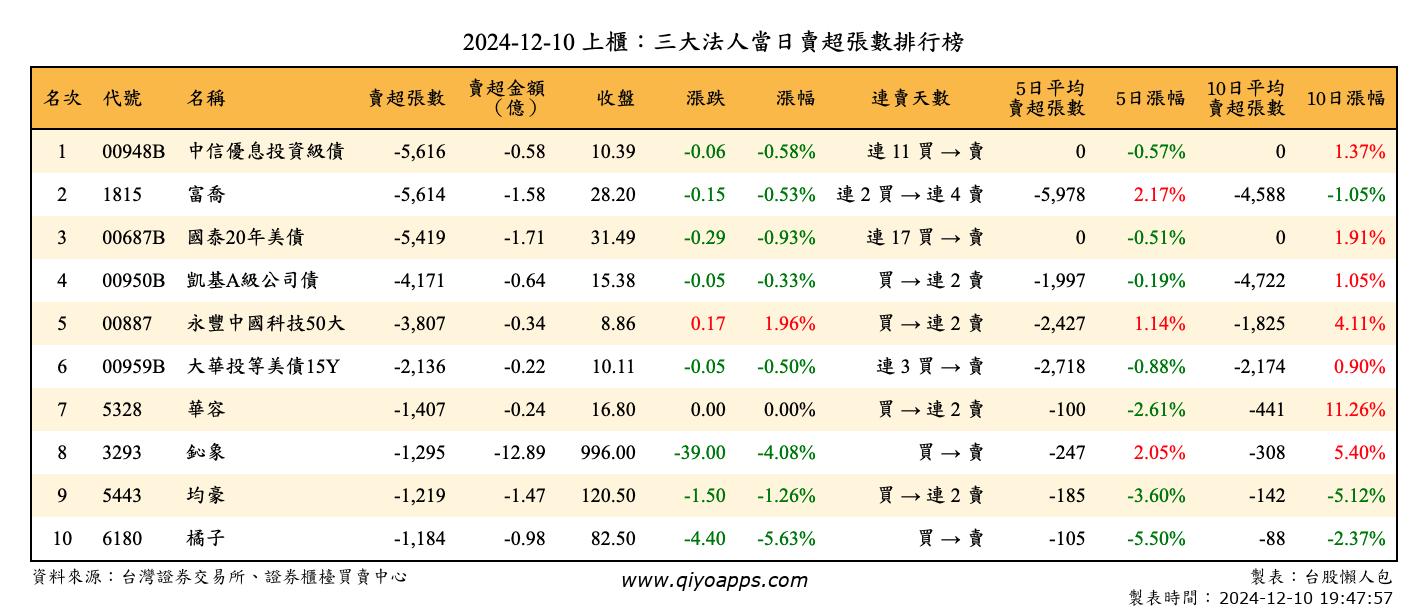 2024-12-10 上櫃：三大法人當日賣超張數排行榜
名次 代號 名稱 賣超張數 賣超金額（億） 收盤 漲跌 漲幅 連賣天數 5日平均賣超張數 5日漲幅 10日平均賣超張數 10日漲幅
1 00948B 中信優息投資級債 -5,616 -0.58 10.39 -0.06 -0.58% 連 11 買 → 賣 0 -0.57% 0 1.37%
2 1815 富喬 -5,614 -1.58 28.20 -0.15 -0.53% 連 2 買 → 連 4 賣 -5,978 2.17% -4,588 -1.05%
3 00687B 國泰20年美債 -5,419 -1.71 31.49 -0.29 -0.93% 連 17 買 → 賣 0 -0.51% 0 1.91%
4 00950B 凱基A級公司債 -4,171 -0.64 15.38 -0.05 -0.33% 買 → 連 2 賣 -1,997 -0.19% -4,722 1.05%
5 00887 永豐中國科技50大 -3,807 -0.34 8.86 0.17 1.96% 買 → 連 2 賣 -2,427 1.14% -1,825 4.11%
6 00959B 大華投等美債15Y -2,136 -0.22 10.11 -0.05 -0.50% 連 3 買 → 賣 -2,718 -0.88% -2,174 0.90%
7 5328 華容 -1,407 -0.24 16.80 0.00 0.00% 買 → 連 2 賣 -100 -2.61% -441 11.26%
8 3293 鈊象 -1,295 -12.89 996.00 -39.00 -4.08% 買 → 賣 -247 2.05% -308 5.40%
9 5443 均豪 -1,219 -1.47 120.50 -1.50 -1.26% 買 → 連 2 賣 -185 -3.60% -142 -5.12%
10 6180 橘子 -1,184 -0.98 82.50 -4.40 -5.63% 買 → 賣 -105 -5.50% -88 -2.37%
資料來源：台灣證券交易所、證券櫃檯買賣中心 www.qiyoapps.com 製表：台股懶人包
製表時間：2024-12-10 19:47:57